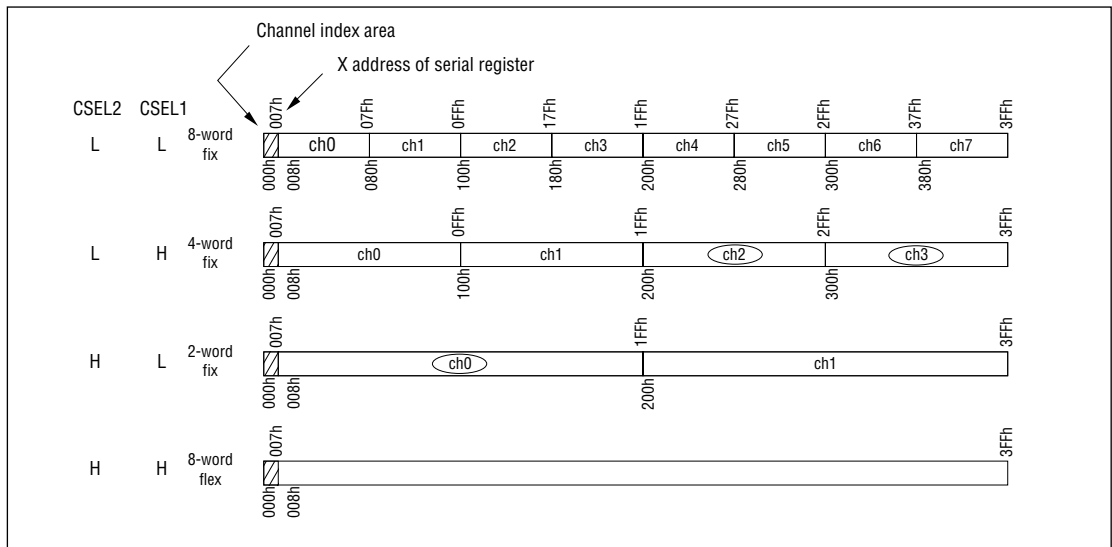 Channel index area
X address of serial register
CSEL2 CSEL1
007h 07Fh 0FFh 17Fh 1FFh 27Fh 2FFh 37Fh 3FFh
L L 8-word fix ch0 ch1 ch2 ch3 ch4 ch5 ch6 ch7
000h 008h 080h 100h 180h 200h 280h 300h 380h
007h 0FFh 1FFh 2FFh 3FFh
L H 4-word fix ch0 ch1 ch2 ch3
000h 008h 100h 200h 300h
007h 1FFh 3FFh
H L 2-word fix ch0 ch1
000h 008h 200h
007h 3FFh
H H 8-word flex
000h 008h